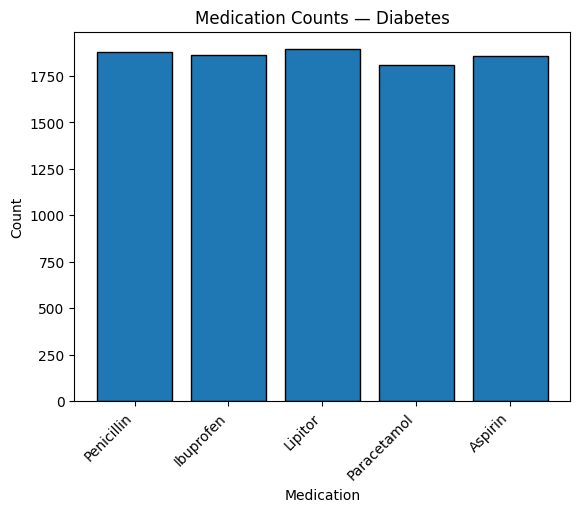 Medication Counts — Diabetes
Count
1750
1500
1250
1000
750
500
250
0
Penicillin
Ibuprofen
Lipitor
Paracetamol
Aspirin
Medication